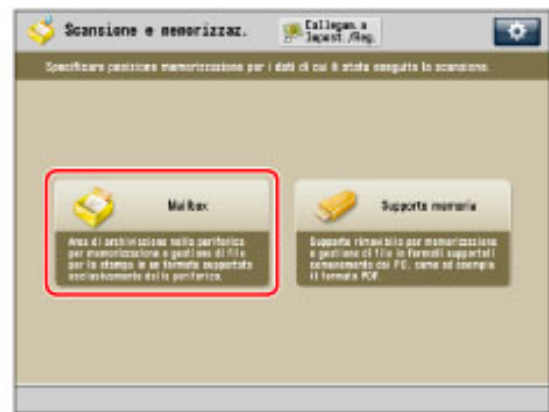 Scansione e memorizzaz.
Collegam.a
Impost./Reg.
Specificare posizione memorizzazione per i dati di cui è stata eseguita la scansione.
Mailbox
Supporto memoria
Area di archiviazione nella periferica
per memorizzazione e gestione di file
per la stampa in un formato supportato
esclusivamente dalla periferica.
Supporto rimovibile per memorizzazione
e gestione di file in formati supportati
comunemente dai PC, come ad esempio
il formato PDF.